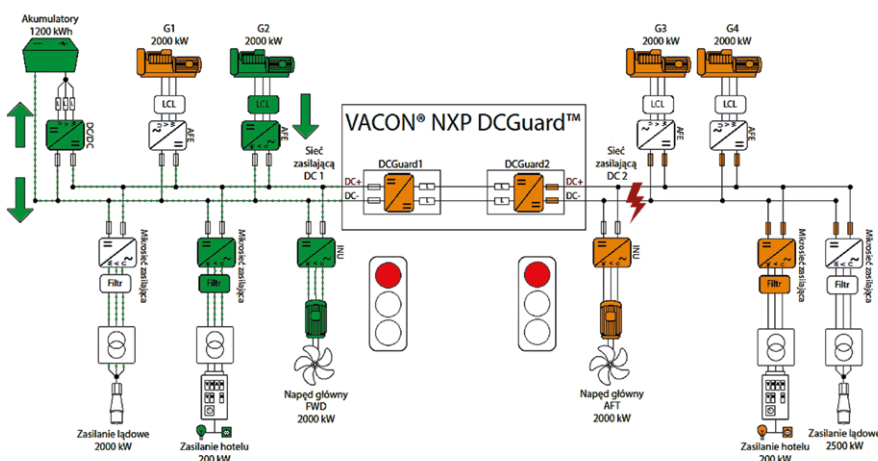 Akumulatory
1200 kWh
G1
2000 kW
G2
2000 kW
G3
2000 kW
G4
2000 kW
LCL
LCL
LCL
LCL
DC/DC
AFE
AFE
AFE
AFE
VACON® NXP DCGuard™
Sieć
zasilającą
DC 1
Sieć
zasilającą
DC 2
DCGuard1
DCGuard2
DC+
DC-
DC+
DC-
Mikrosieć zasilająca
Mikrosieć zasilająca
INU
INU
Mikrosieć zasilająca
Mikrosieć zasilająca
Filtr
Filtr
Filtr
Filtr
Zasilanie lądowe
2000 kW
Zasilanie hotelu
200 kW
Napęd główny
FWD
2000 kW
Napęd główny
AFT
2000 kW
Zasilanie hotelu
200 kW
Zasilanie lądowe
2500 kW